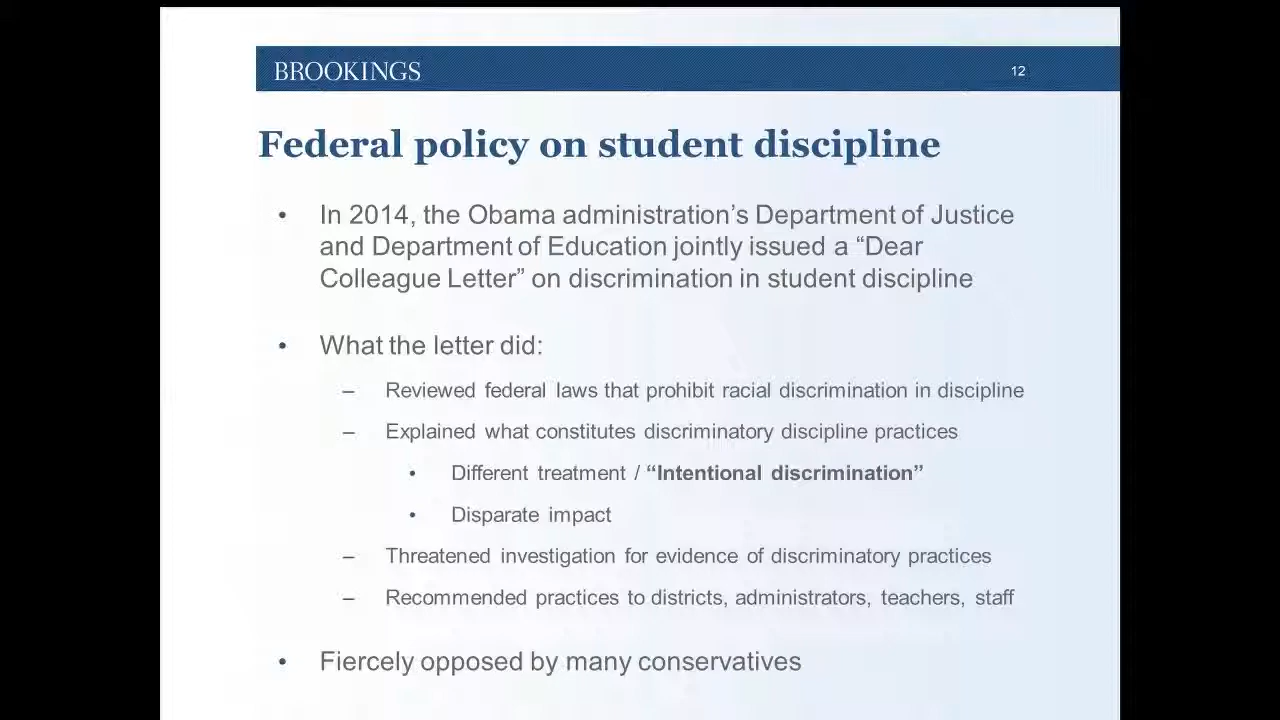 BROOKINGS
12
Federal policy on student discipline
• In 2014, the Obama administration’s Department of Justice
and Department of Education jointly issued a “Dear
Colleague Letter” on discrimination in student discipline
• What the letter did:
– Reviewed federal laws that prohibit racial discrimination in discipline
– Explained what constitutes discriminatory discipline practices
• Different treatment / “Intentional discrimination”
• Disparate impact
– Threatened investigation for evidence of discriminatory practices
– Recommended practices to districts, administrators, teachers, staff
• Fiercely opposed by many conservatives